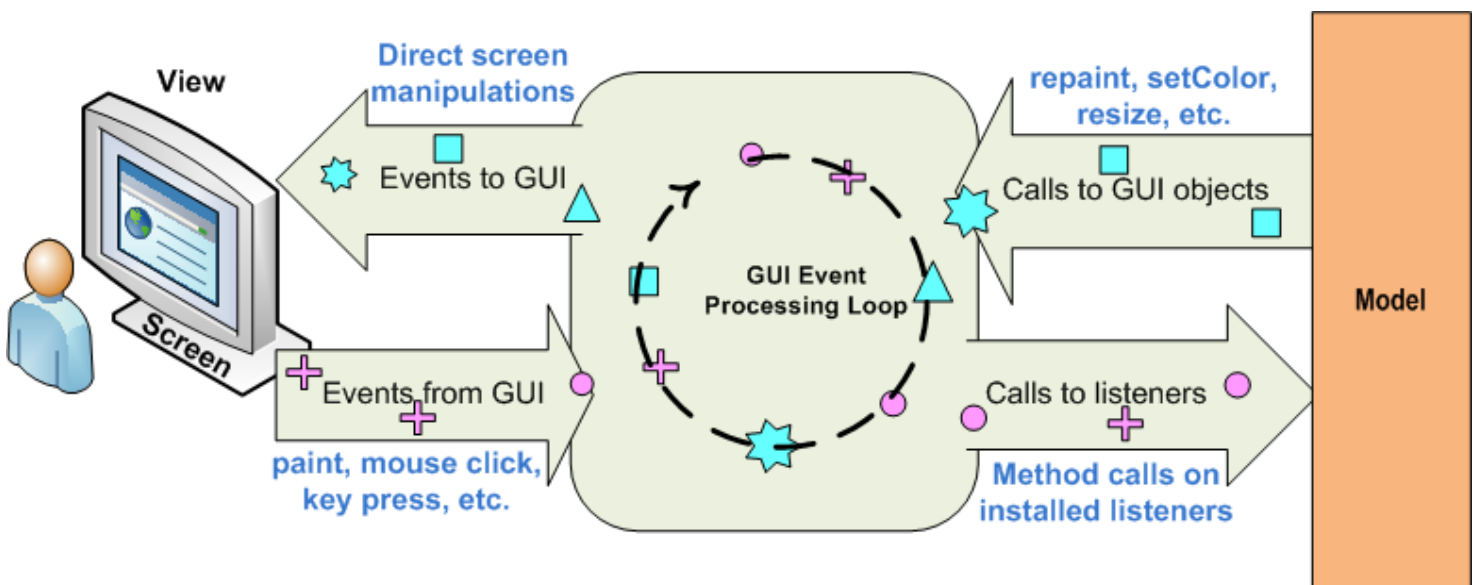 View
Direct screen
manipulations
Events to GUI
Screen
Events from GUI
paint, mouse click,
key press, etc.
GUI Event
Processing Loop
repaint, setColor,
resize, etc.
Calls to GUI objects
Calls to listeners
Method calls on
installed listeners
Model